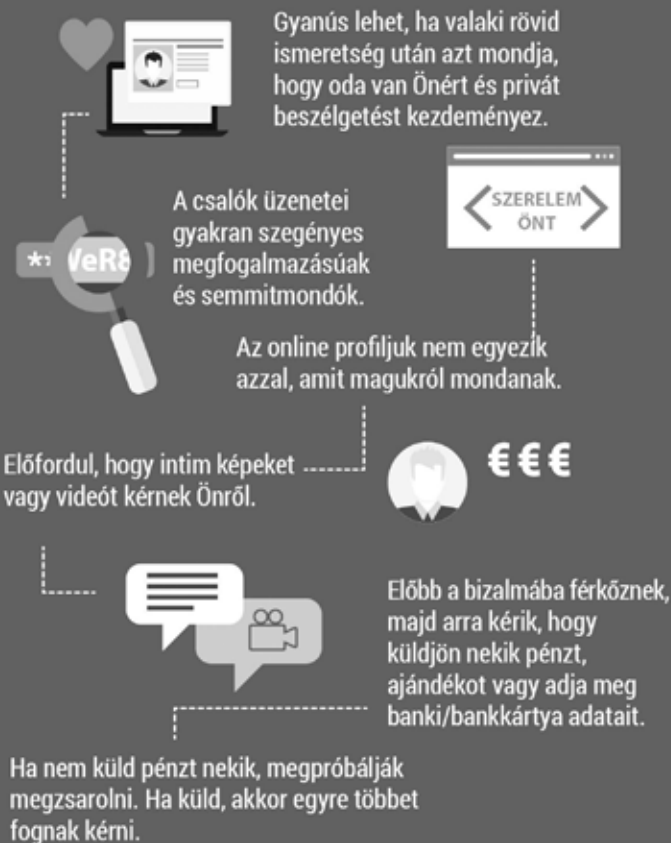 Gyanús lehet, ha valaki rövid
ismeretség után azt mondja,
hogy oda van Önért és privát
beszélgetést kezdeményez.
SZERELEM
ÖNT
A csalók üzenetei
gyakran szegényes
megfogalmazásúak
és semmitmondók.
VeR8
Az online profiljuk nem egyezik
azzal, amit magukról mondanak.
Előfordul, hogy intim képeket
vagy videót kérnek Önről.
€€€
Előbb a bizalmába férkőznek,
majd arra kérik, hogy
küldjön nekik pénzt,
ajándékot vagy adja meg
banki/bankkártya adatait.
Ha nem küld pénzt nekik, megpróbálják
megzsarolni. Ha küld, akkor egyre többet
fognak kérni.